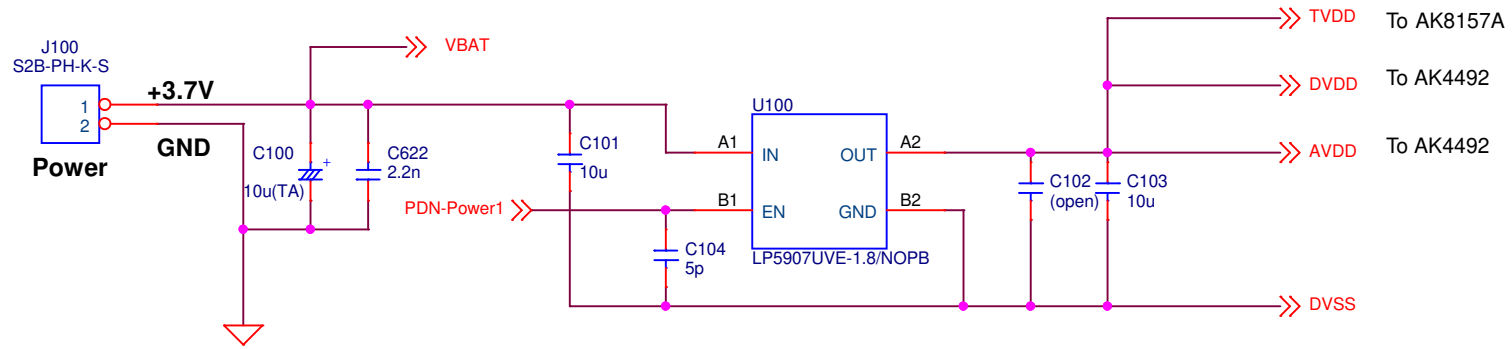 J100
S2B-PH-K-S
1
2
Power
+3.7V
GND
VBAT
C100
+
10u(TA)
C622
2.2n
C101
10u
PDN-Power1
C104
5p
U100
A1
IN
OUT
A2
B1
EN
GND
B2
LP5907UVE-1.8/NOPB
C102
(open)
C103
10u
TVDD
To AK8157A
DVDD
To AK4492
AVDD
To AK4492
DVSS